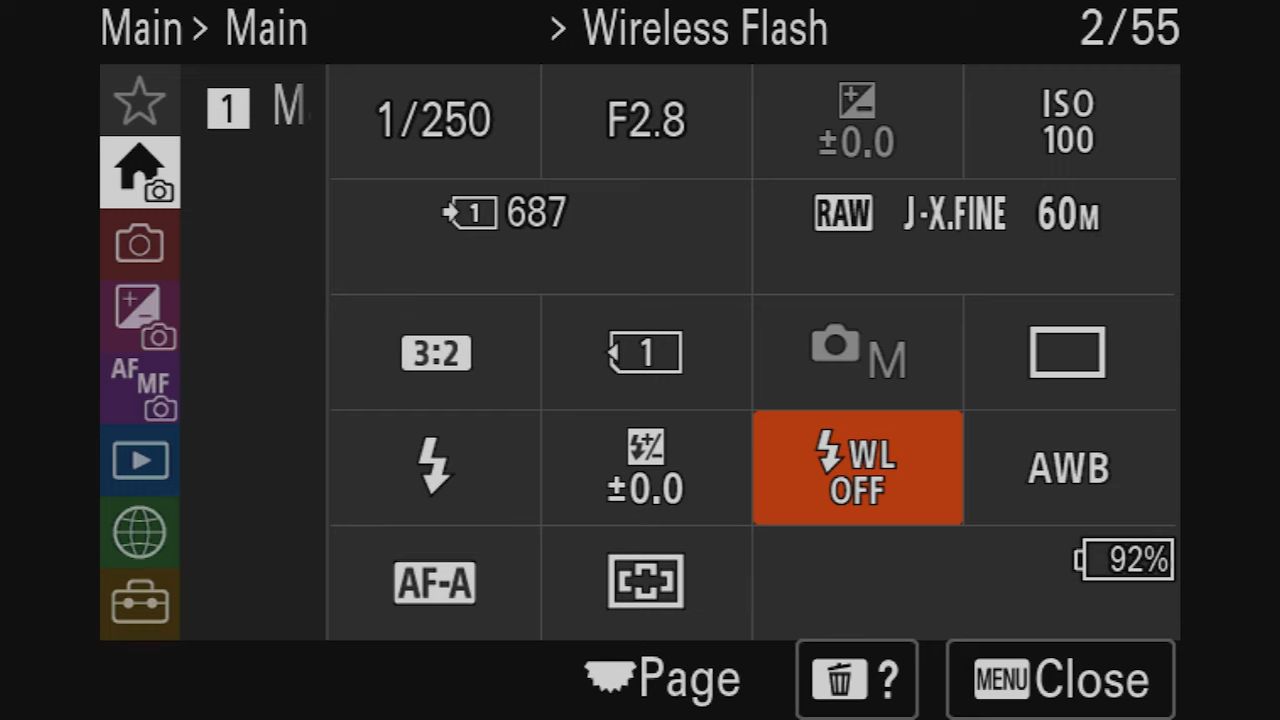 Main > Main > Wireless Flash 2/55
1 M
1/250 F2.8 ±0.0 ISO 100
1 687 RAW J-X.FINE 60M
3:2 1 M
±0.0 WL OFF AWB
AF MF
AF-A 92%
Page ? MENU Close